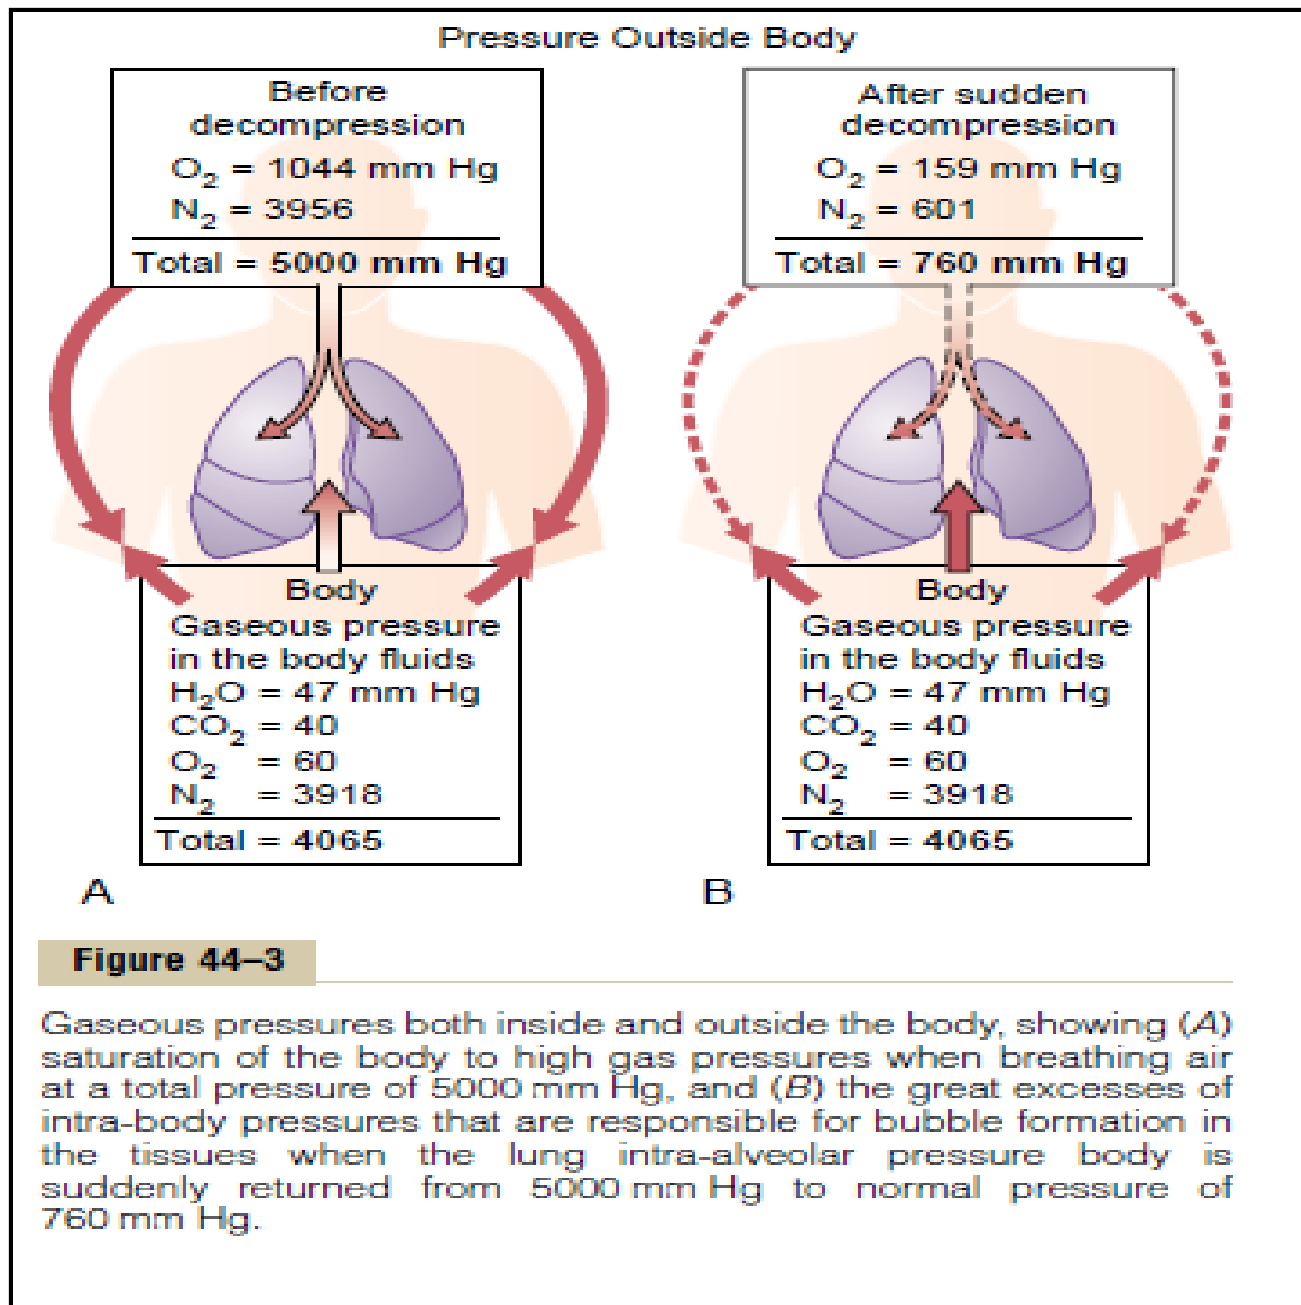 Pressure Outside Body
Before
decompression
O₂ = 1044 mm Hg
N₂ = 3956
Total = 5000 mm Hg
Body
Gaseous pressure
in the body fluids
H₂O = 47 mm Hg
CO₂ = 40
O₂ = 60
N₂ = 3918
Total = 4065
A
After sudden
decompression
O₂ = 159 mm Hg
N₂ = 601
Total = 760 mm Hg
Body
Gaseous pressure
in the body fluids
H₂O = 47 mm Hg
CO₂ = 40
O₂ = 60
N₂ = 3918
Total = 4065
B
Figure 44–3
Gaseous pressures both inside and outside the body, showing (A)
saturation of the body to high gas pressures when breathing air
at a total pressure of 5000 mm Hg, and (B) the great excesses of
intra-body pressures that are responsible for bubble formation in
the tissues when the lung intra-alveolar pressure body is
suddenly returned from 5000 mm Hg to normal pressure of
760 mm Hg.